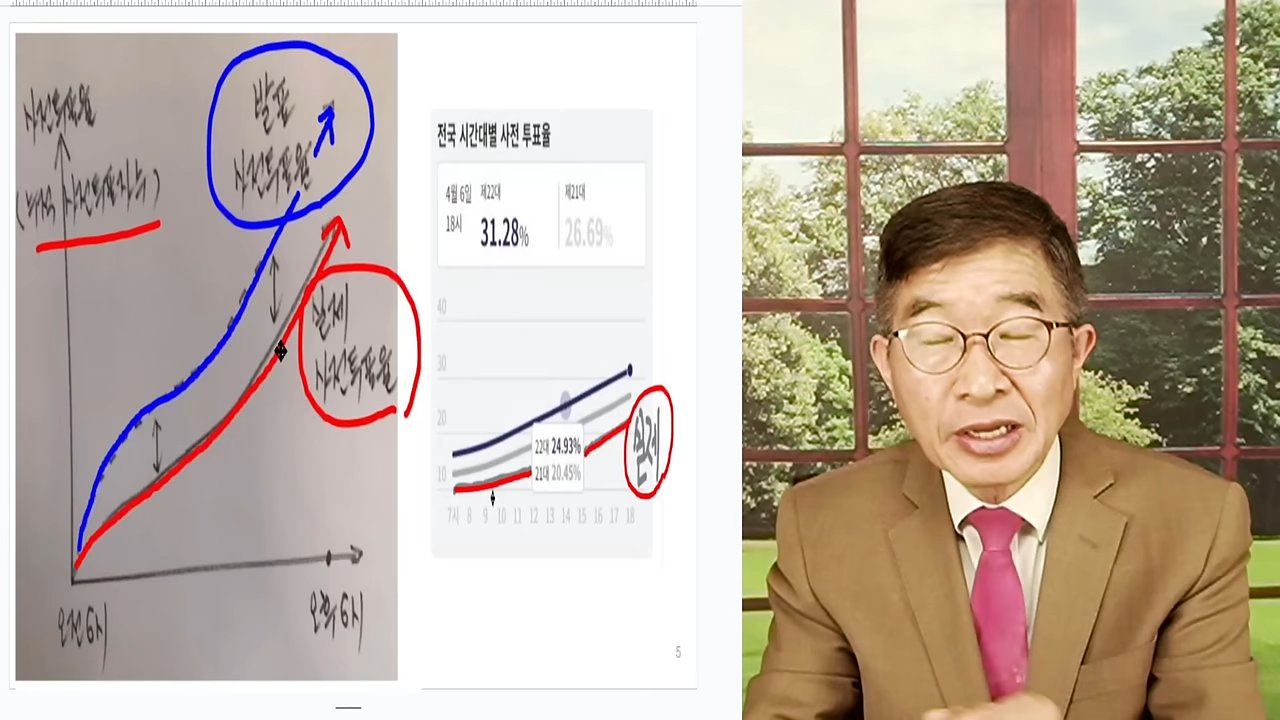 사전투표율
(누적 사전투표자수)
발표
사전투표율
실제
사전투표율
오전 6시
오후 6시
전국 시간대별 사전 투표율
4월 6일
18시
제22대
31.28%
제21대
26.69%
40
30
20
10
22대 24.93%
21대 20.45%
실제
7시 8 9 10 11 12 13 14 15 16 17 18
5